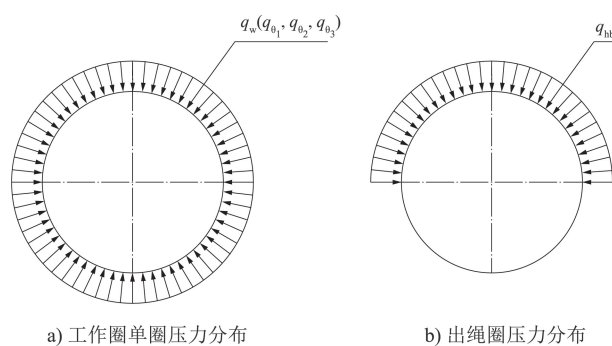 q_w(q_θ₁, q_θ₂, q_θ₃)
q_hb
a) 工作圈单圈压力分布
b) 出绳圈压力分布